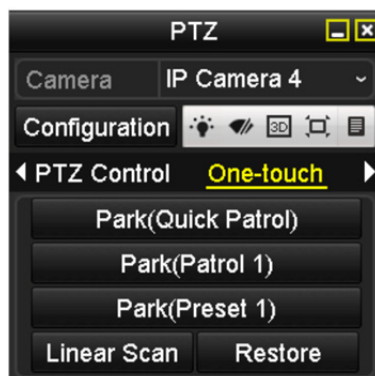 PTZ
Camera IP Camera 4
Configuration 3D
PTZ Control One-touch
Park(Quick Patrol)
Park(Patrol 1)
Park(Preset 1)
Linear Scan Restore